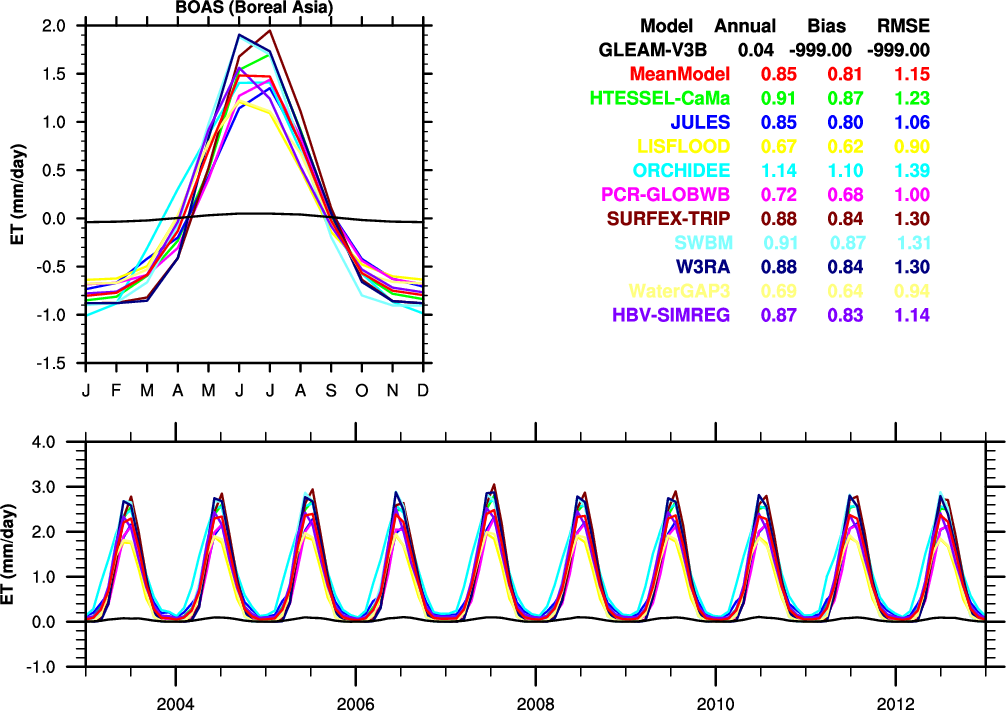 BOAS (Boreal Asia)
ET (mm/day)
2.0
1.5
1.0
0.5
0.0
-0.5
-1.0
-1.5
J F M A M J J A S O N D
Model Annual Bias RMSE
GLEAM-V3B 0.04 -999.00 -999.00
MeanModel 0.85 0.81 1.15
HTESSEL-CaMa 0.91 0.87 1.23
JULES 0.85 0.80 1.06
LISFLOOD 0.67 0.62 0.90
ORCHIDEE 1.14 1.10 1.39
PCR-GLOBWB 0.72 0.68 1.00
SURFEX-TRIP 0.88 0.84 1.30
SWBM 0.91 0.87 1.31
W3RA 0.88 0.84 1.30
WaterGAP3 0.69 0.64 0.94
HBV-SIMREG 0.87 0.83 1.14
ET (mm/day)
4.0
3.0
2.0
1.0
0.0
-1.0
2004 2006 2008 2010 2012